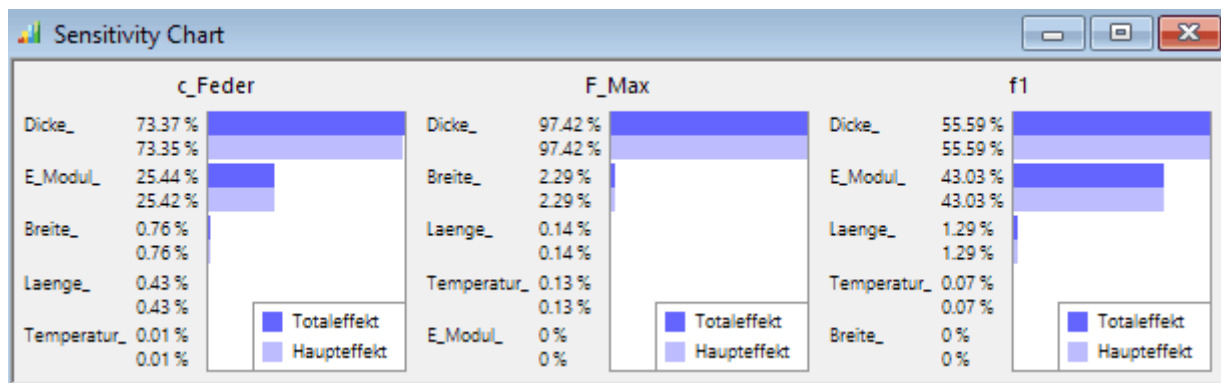 Sensitivity Chart
c_Feder
Dicke_ 73.37 %
73.35 %
E_Modul_ 25.44 %
25.42 %
Breite_ 0.76 %
0.76 %
Laenge_ 0.43 %
0.43 %
Temperatur_ 0.01 %
0.01 %
Totaleffekt
Haupteffekt
F_Max
Dicke_ 97.42 %
97.42 %
Breite_ 2.29 %
2.29 %
Laenge_ 0.14 %
0.14 %
Temperatur_ 0.13 %
0.13 %
E_Modul_ 0 %
0 %
Totaleffekt
Haupteffekt
f1
Dicke_ 55.59 %
55.59 %
E_Modul_ 43.03 %
43.03 %
Laenge_ 1.29 %
1.29 %
Temperatur_ 0.07 %
0.07 %
Breite_ 0 %
0 %
Totaleffekt
Haupteffekt